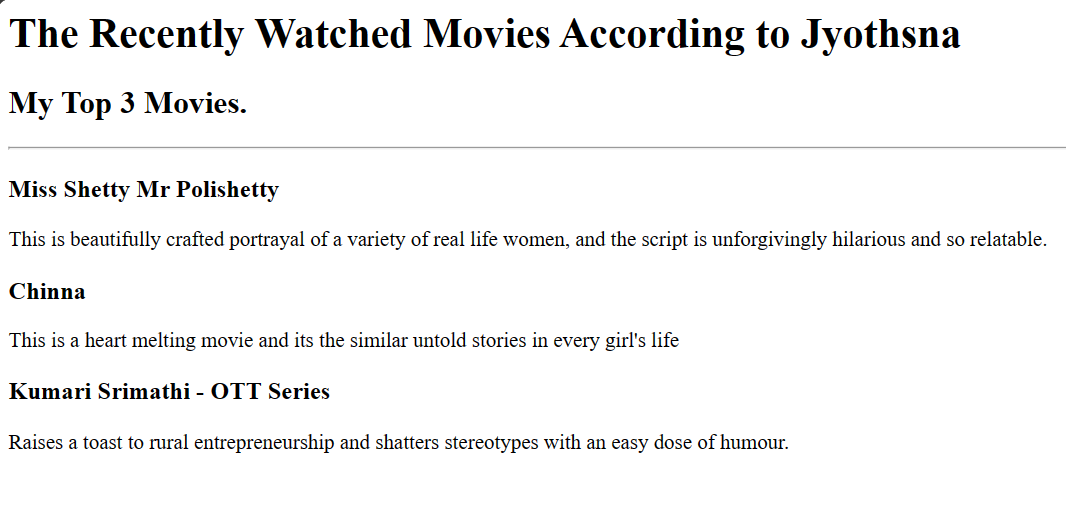 The Recently Watched Movies According to Jyothsna
My Top 3 Movies.
Miss Shetty Mr Polishetty
This is beautifully crafted portrayal of a variety of real life women, and the script is unforgivingly hilarious and so relatable.
Chinna
This is a heart melting movie and its the similar untold stories in every girl's life
Kumari Srimathi - OTT Series
Raises a toast to rural entrepreneurship and shatters stereotypes with an easy dose of humour.